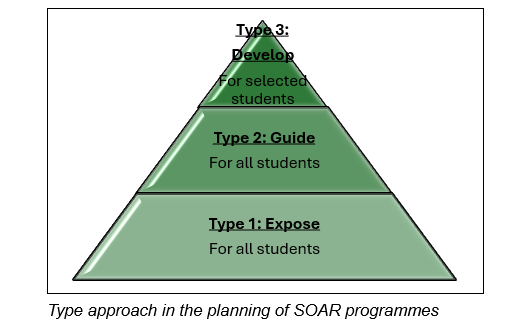 Type 3:
Develop
For selected
students
Type 2: Guide
For all students
Type 1: Expose
For all students
Type approach in the planning of SOAR programmes